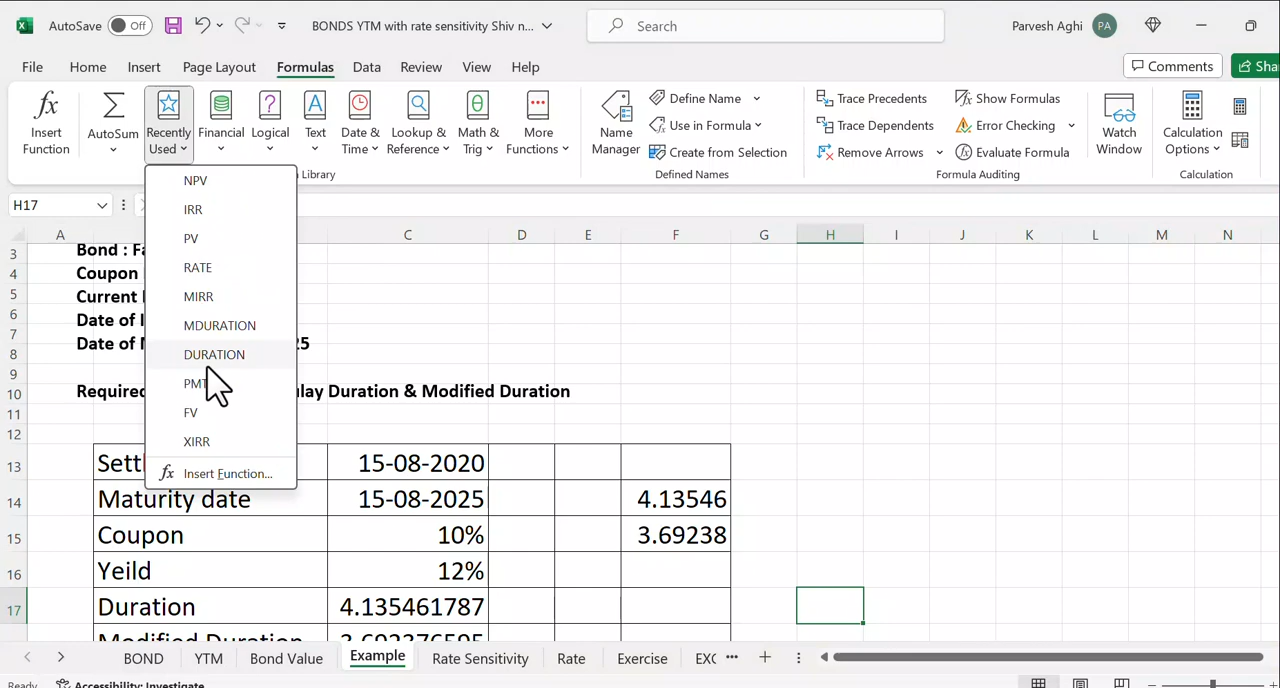 AutoSave Off BONDS YTM with rate sensitivity Shiv n... Search Parvesh Aghi PA
File Home Insert Page Layout Formulas Data Review View Help Comments Sha
Insert Function AutoSum Recently Used Financial Logical Text Date & Time Lookup & Reference Math & Trig More Functions Name Manager Define Name Use in Formula Create from Selection Trace Precedents Trace Dependents Remove Arrows Show Formulas Error Checking Evaluate Formula Watch Window Calculation Options
Library Defined Names Formula Auditing Calculation
H17
NPV
IRR
PV
RATE
MIRR
MDURATION
DURATION
PMT
FV
XIRR
Insert Function...
A C D E F G H I J K L M N
3 Bond :
4 Coupon
5 Current
6 Date of
7
8 Date of 25
9
10 Required Duration & Modified Duration
11
12
13 15-08-2020
14 Maturity date 15-08-2025 4.13546
15 Coupon 10% 3.69238
16 Yeild 12%
17 Duration 4.135461787
Modified Duration 3.692376595
BOND YTM Bond Value Example Rate Sensitivity Rate Exercise EXC ...
Ready Accessibility: Investigate